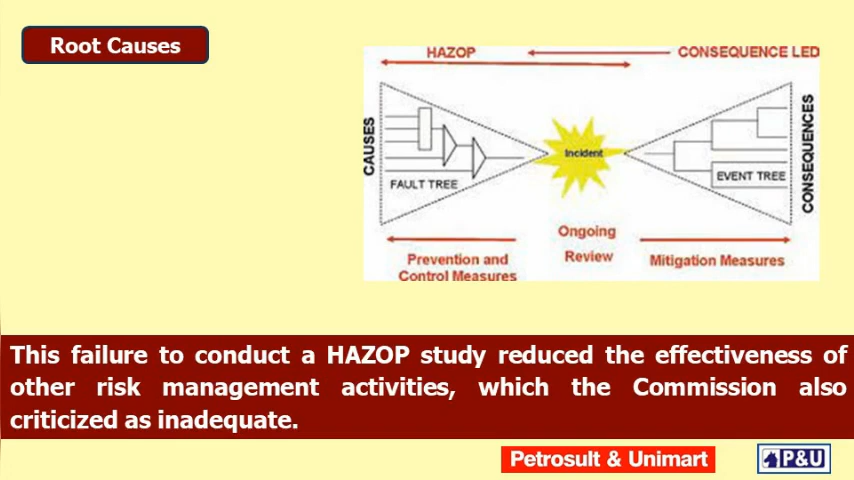 Root Causes
HAZOP
CONSEQUENCE LED
CAUSES
FAULT TREE
Incident
EVENT TREE
CONSEQUENCES
Prevention and
Control Measures
Ongoing
Review
Mitigation Measures
This failure to conduct a HAZOP study reduced the effectiveness of
other risk management activities, which the Commission also
criticized as inadequate.
Petrosult & Unimart
P&U